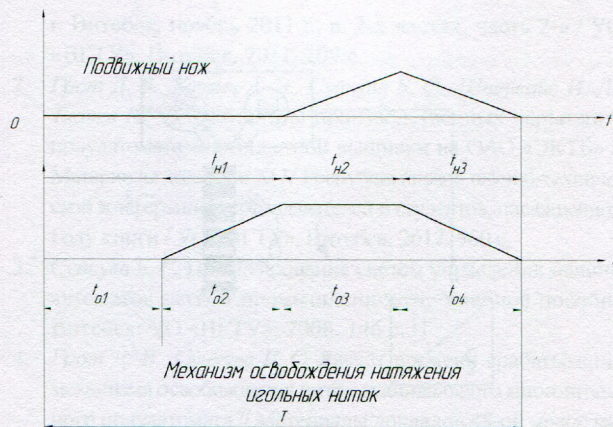 Подвижный нож
0
t
tн1 tн2 tн3
tо1 tо2 tо3 tо4
Механизм освобождения натяжения
игольных ниток
T